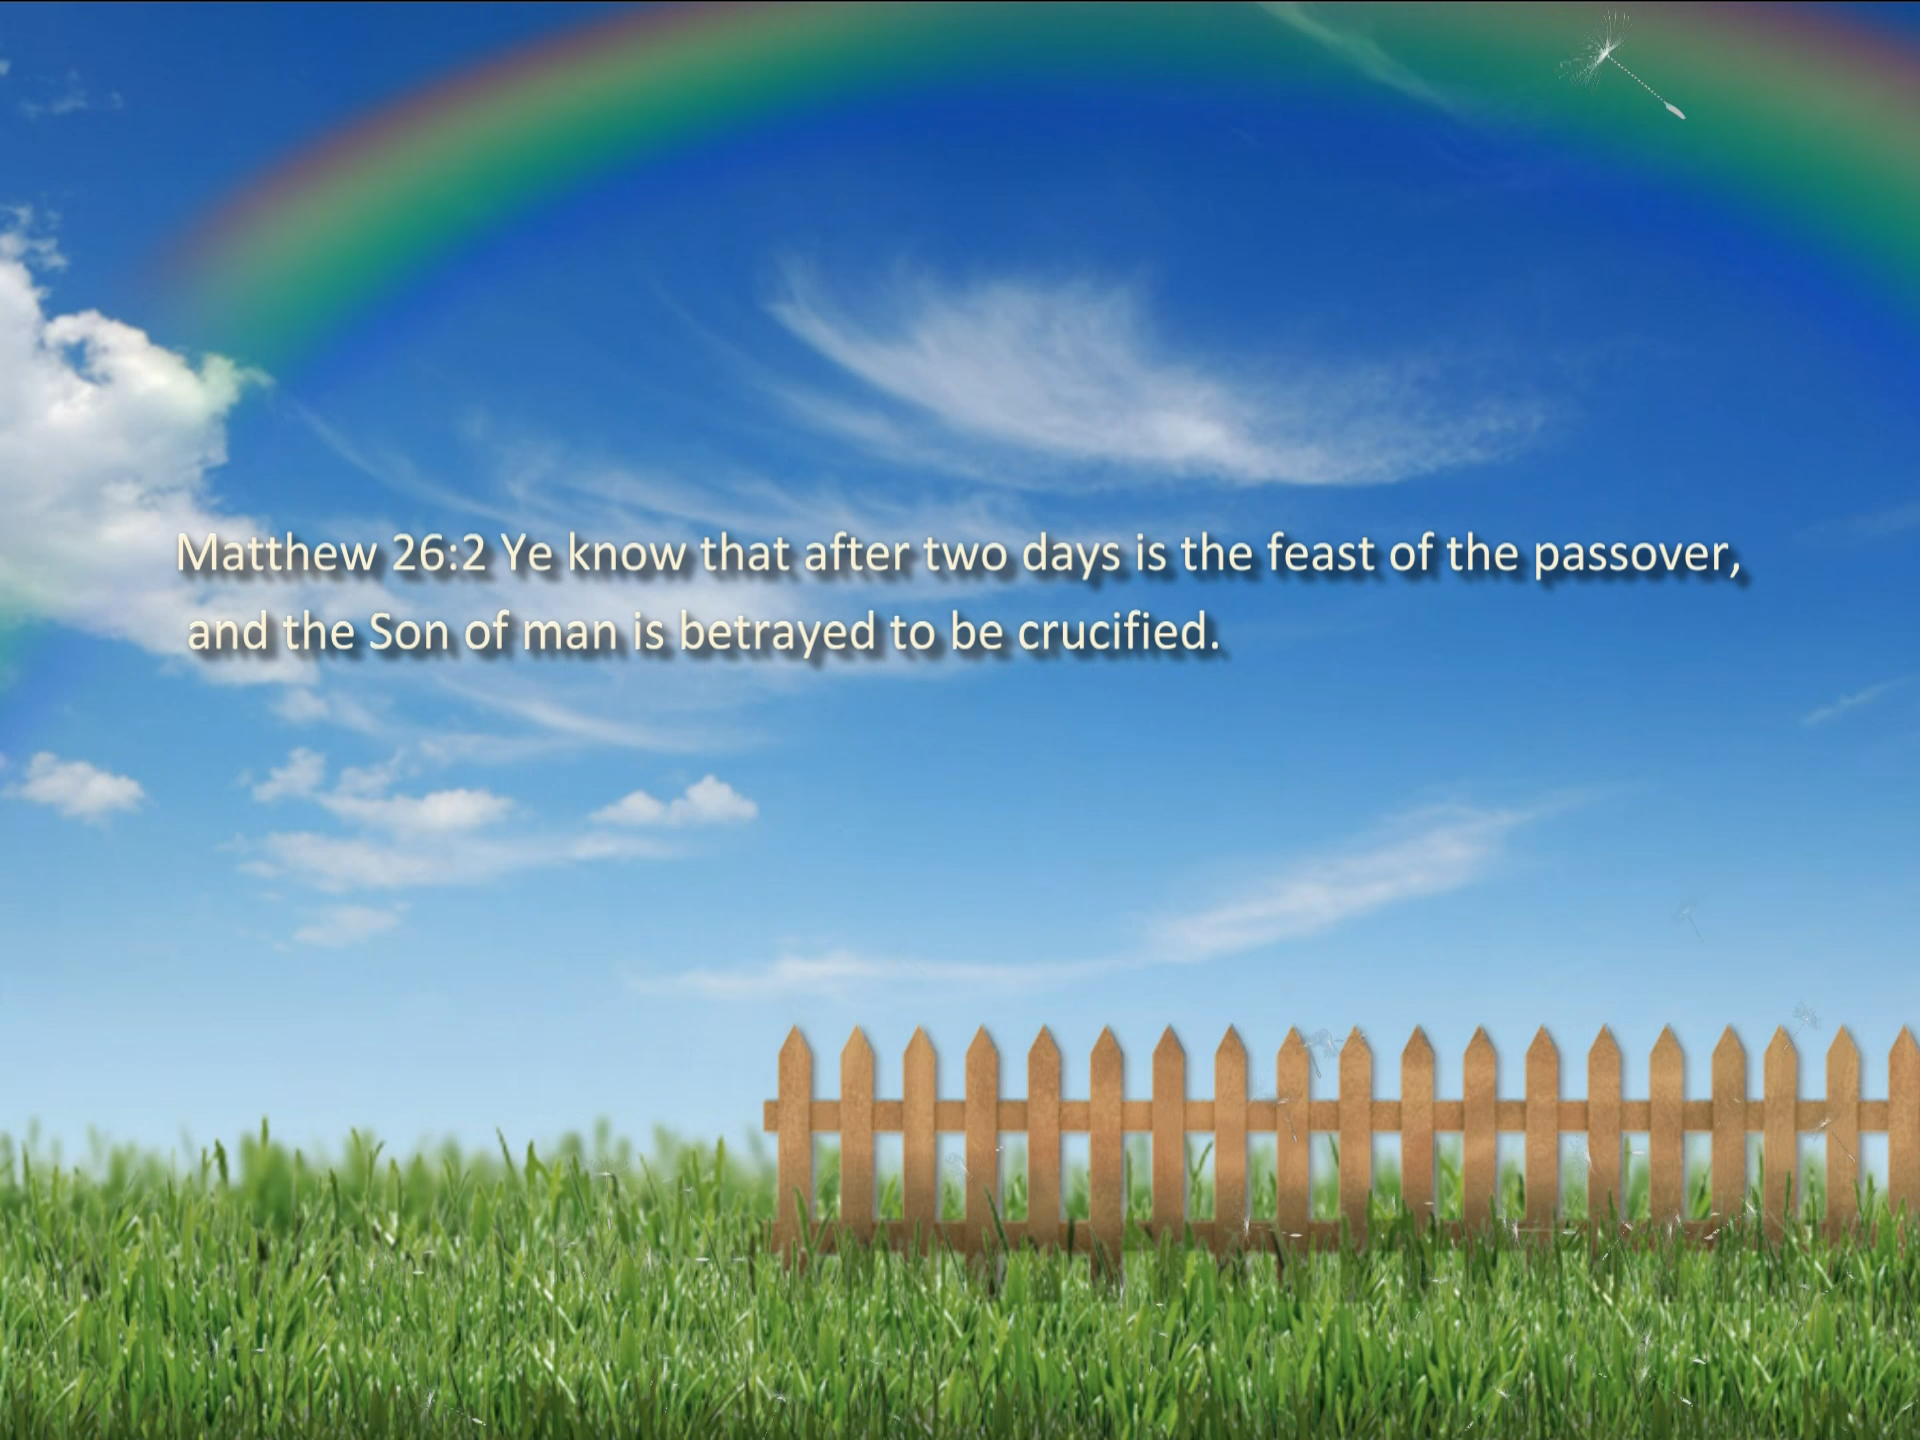 Matthew 26:2 Ye know that after two days is the feast of the passover,
and the Son of man is betrayed to be crucified.